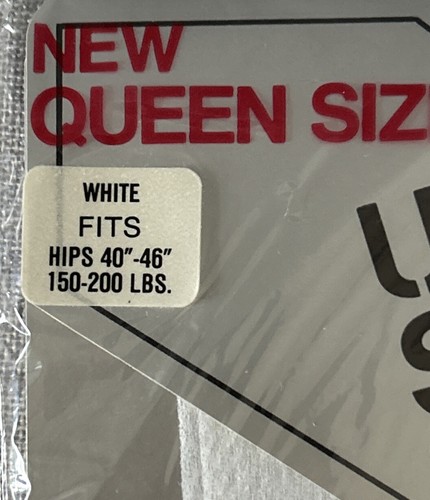 NEW
QUEEN SIZ
WHITE
FITS
HIPS 40"-46"
150-200 LBS.